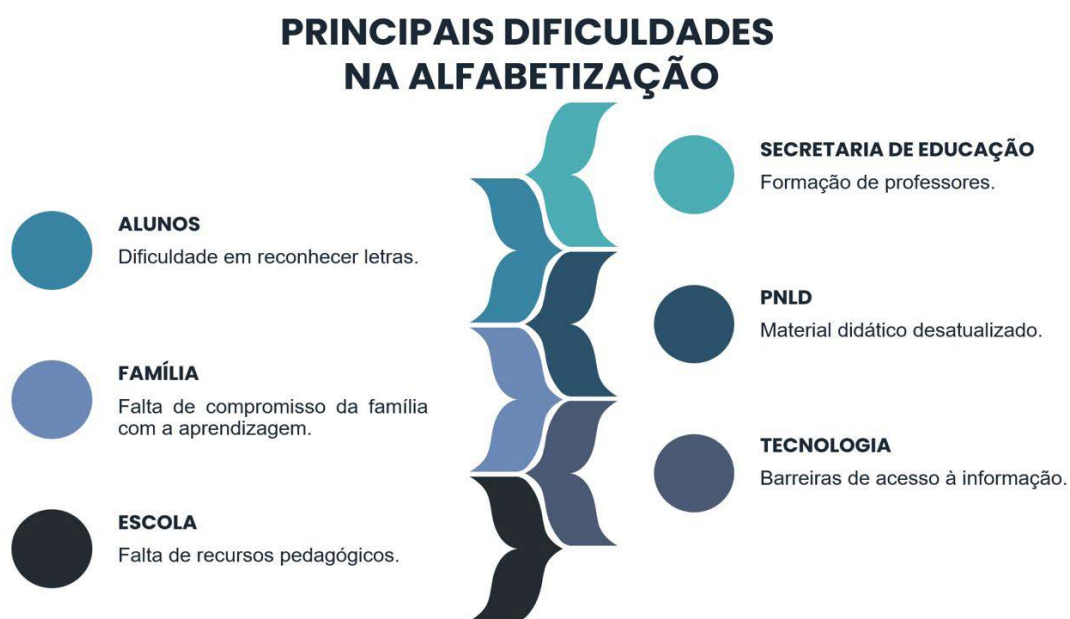 PRINCIPAIS DIFICULDADES
NA ALFABETIZAÇÃO
SECRETARIA DE EDUCAÇÃO
Formação de professores.
ALUNOS
Dificuldade em reconhecer letras.
PNLD
Material didático desatualizado.
FAMÍLIA
Falta de compromisso da família
com a aprendizagem.
TECNOLOGIA
Barreiras de acesso à informação.
ESCOLA
Falta de recursos pedagógicos.